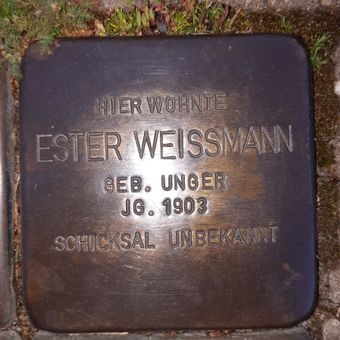 HIER WOHNTE
ESTER WEISSMANN
GEB. UNGER
JG. 1903
SCHICKSAL UNBEKANNT